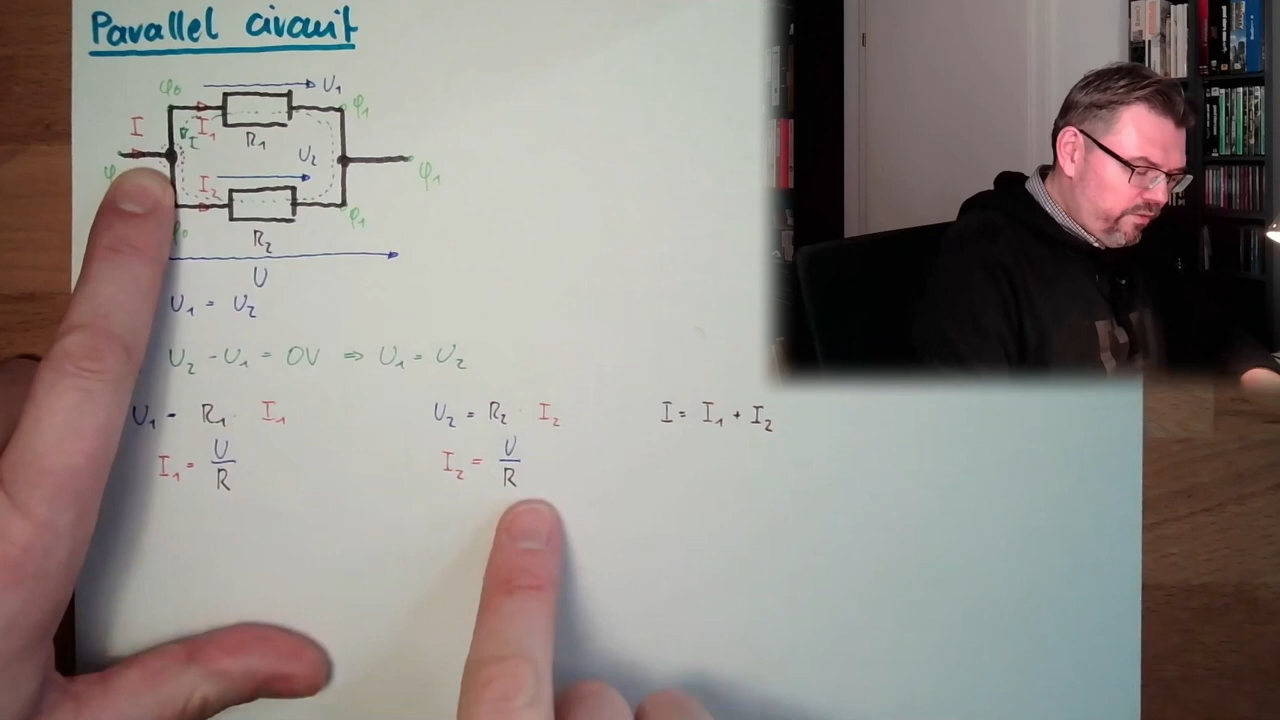 Parallel circuit
φ0 U1 φ1
I I1 R1
I
U2
φ I2 φ1
φ0 R2 φ1
U
U1 = U2
U2 - U1 = 0V ⇒ U1 = U2
U1 = R1 · I1 U2 = R2 · I2 I = I1 + I2
I1 = U/R I2 = U/R